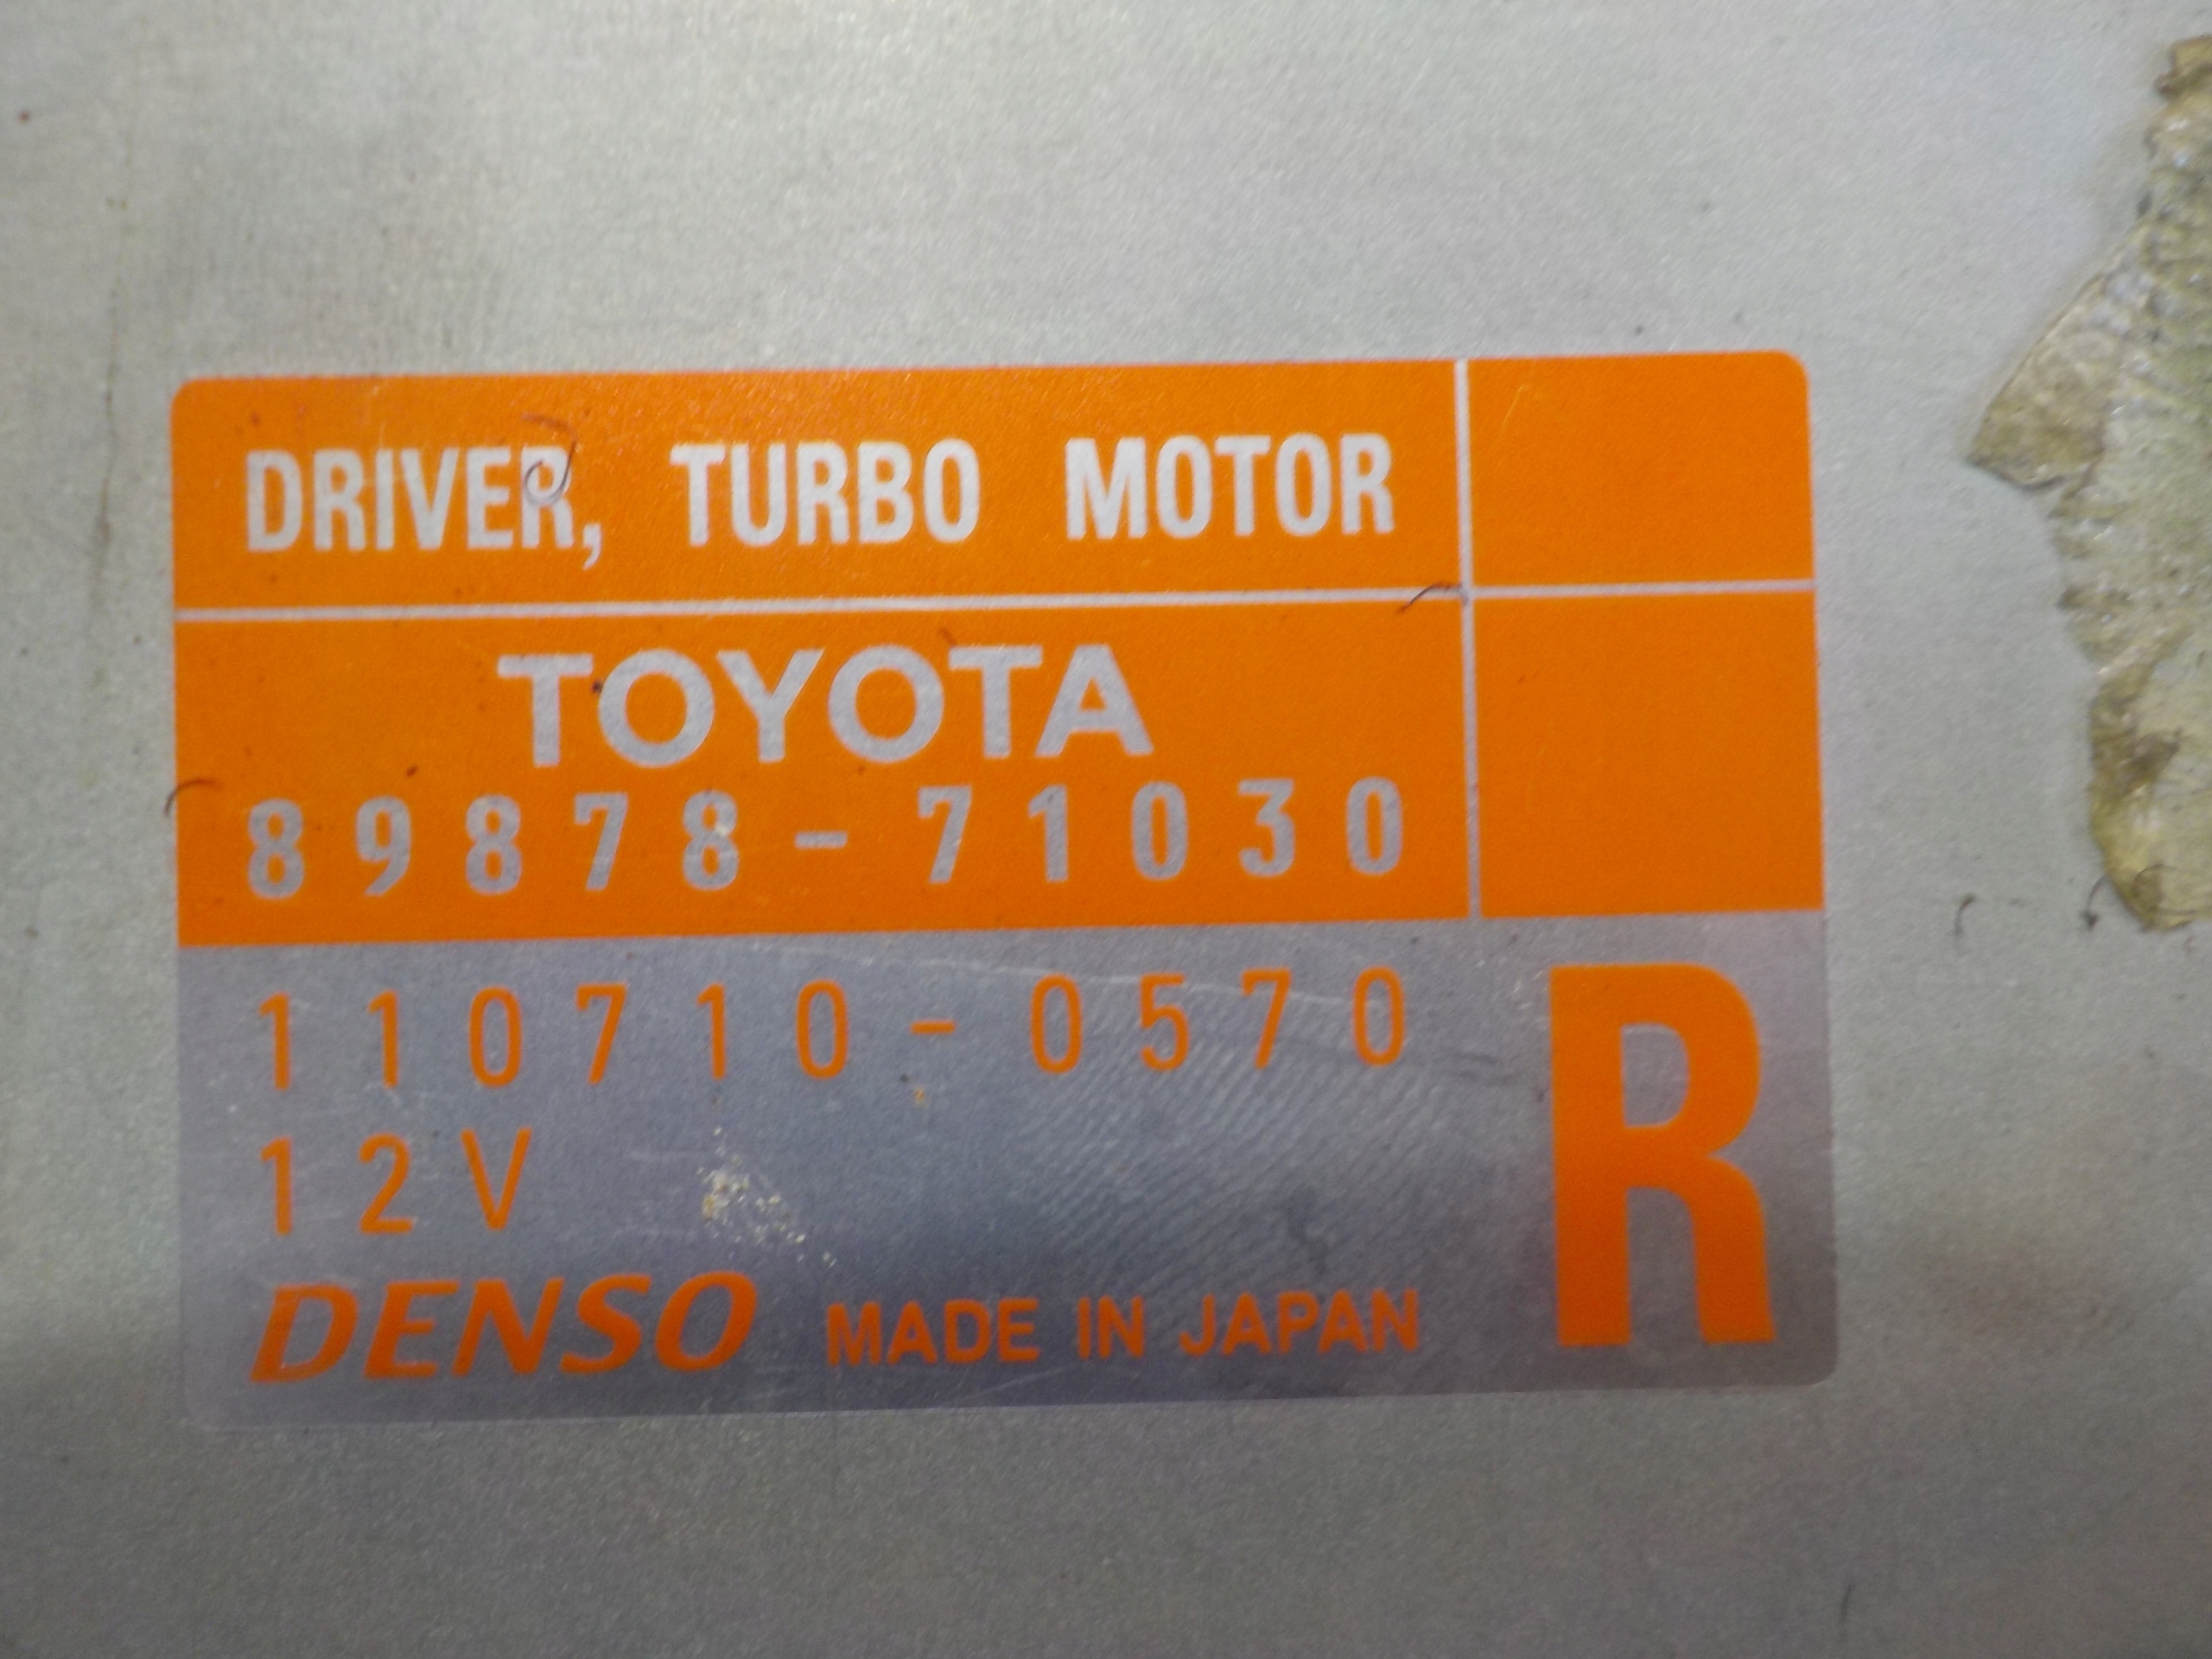 DRIVER, TURBO MOTOR
TOYOTA
89878-71030
110710-0570
12V
DENSO MADE IN JAPAN
R